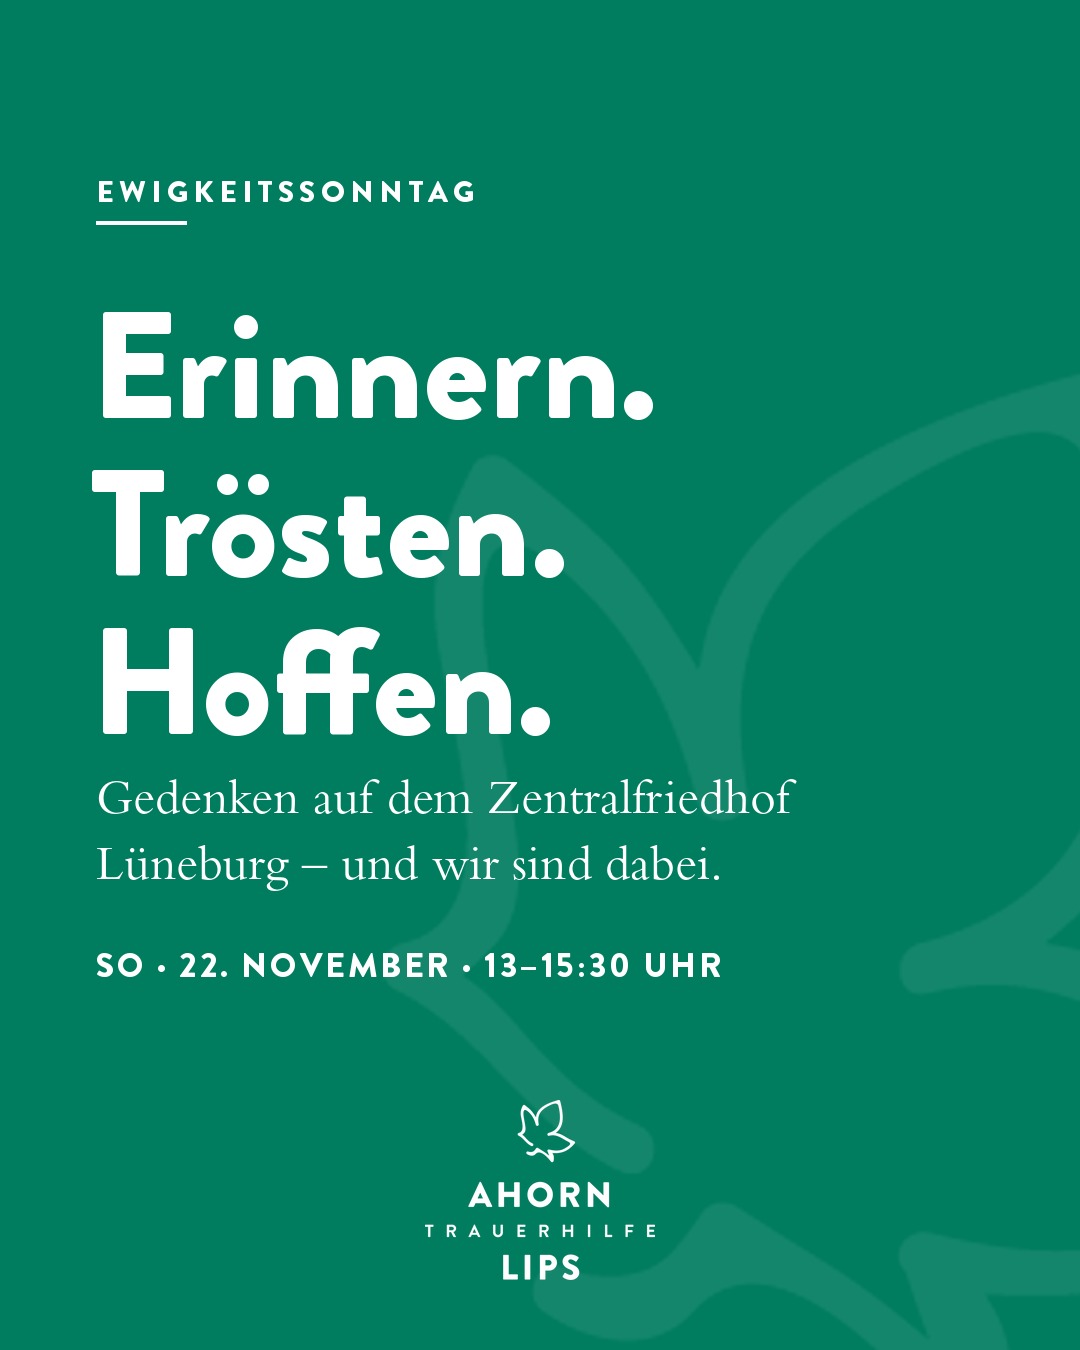 EWIGKEITSSONNTAG
Erinnern.
Trösten.
Hoffen.
Gedenken auf dem Zentralfriedhof
Lüneburg – und wir sind dabei.
SO · 22. NOVEMBER · 13–15:30 UHR
AHORN
TRAUERHILFE
LIPS